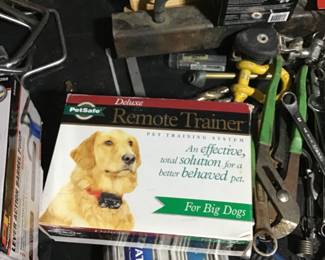 Deluxe
PetSafe
Remote Trainer
PET TRAINING SYSTEM
An effective,
total solution for a
better behaved pet.
For Big Dogs